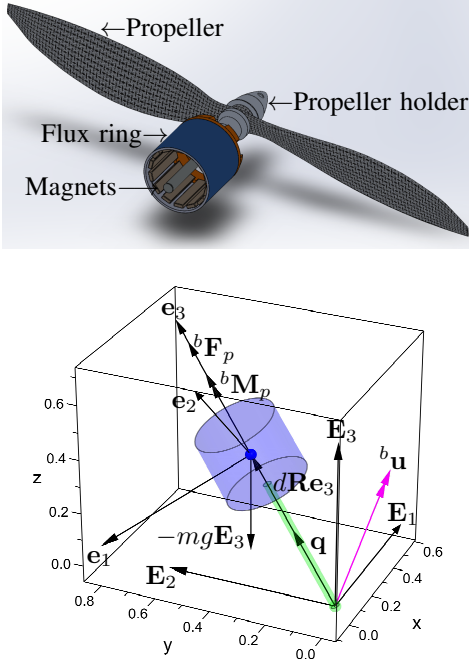 ←Propeller
←Propeller holder
Flux ring→
Magnets
e₃
ᵇFₚ
ᵇMₚ
e₂
E₃
ᵇu
dRe₃
E₁
−mgE₃
q
e₁
E₂
z
0.6
0.4
0.2
0.0
0.8
0.6
0.4
0.2
0.0
y
0.0
0.2
0.4
0.6
x